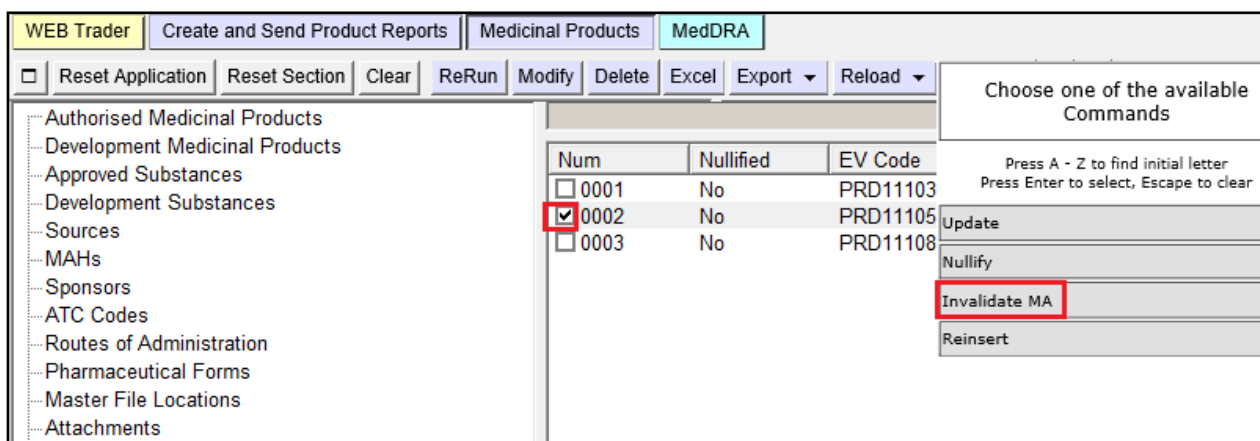 WEB Trader Create and Send Product Reports Medicinal Products MedDRA
Reset Application Reset Section Clear ReRun Modify Delete Excel Export Reload
Choose one of the available
Commands
Press A - Z to find initial letter
Press Enter to select, Escape to clear
Update
Nullify
Invalidate MA
Reinsert
Authorised Medicinal Products
Development Medicinal Products
Approved Substances
Development Substances
Sources
MAHs
Sponsors
ATC Codes
Routes of Administration
Pharmaceutical Forms
Master File Locations
Attachments
Num Nullified EV Code
0001 No PRD11103
0002 No PRD11105
0003 No PRD11108